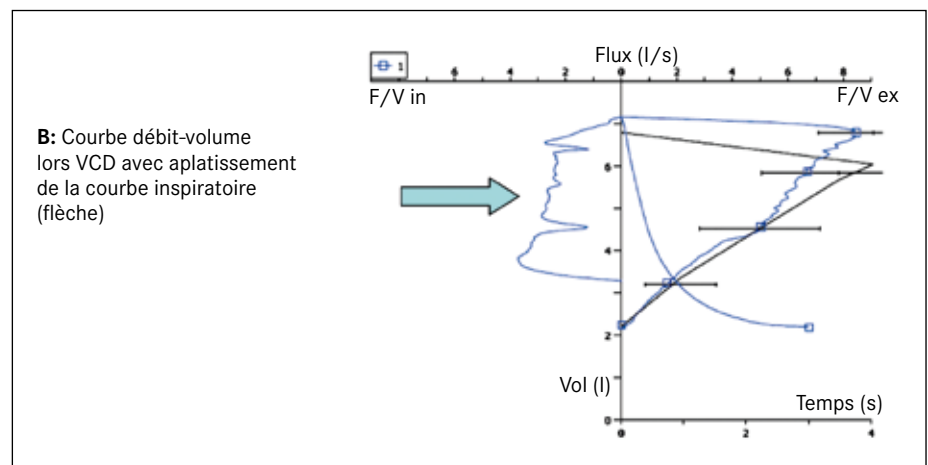 Flux (l/s)
1
6 4 2 0 2 4 6 8
F/V in
F/V ex
B: Courbe débit-volume
lors VCD avec aplatissement
de la courbe inspiratoire
(flèche)
6
4
2
Vol (l)
Temps (s)
0
0 2 4